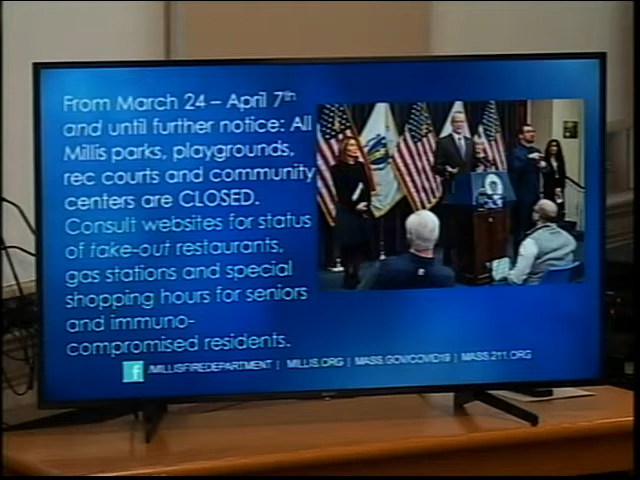 From March 24 – April 7th
and until further notice: All
Millis parks, playgrounds,
rec courts and community
centers are CLOSED.
Consult websites for status
of take-out restaurants,
gas stations and special
shopping hours for seniors
and immuno-
compromised residents.
f /MILLISFIREDEPARTMENT | MILLIS.ORG | MASS.GOV/COVID19 | MASS.211.ORG